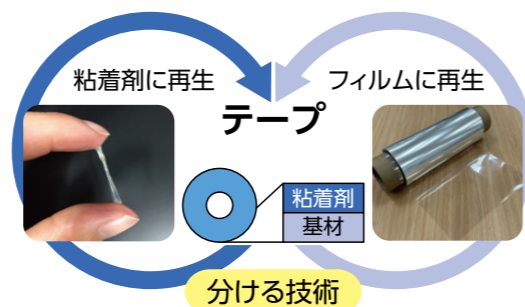 粘着剤に再生
フィルムに再生
テープ
粘着剤
基材
分ける技術